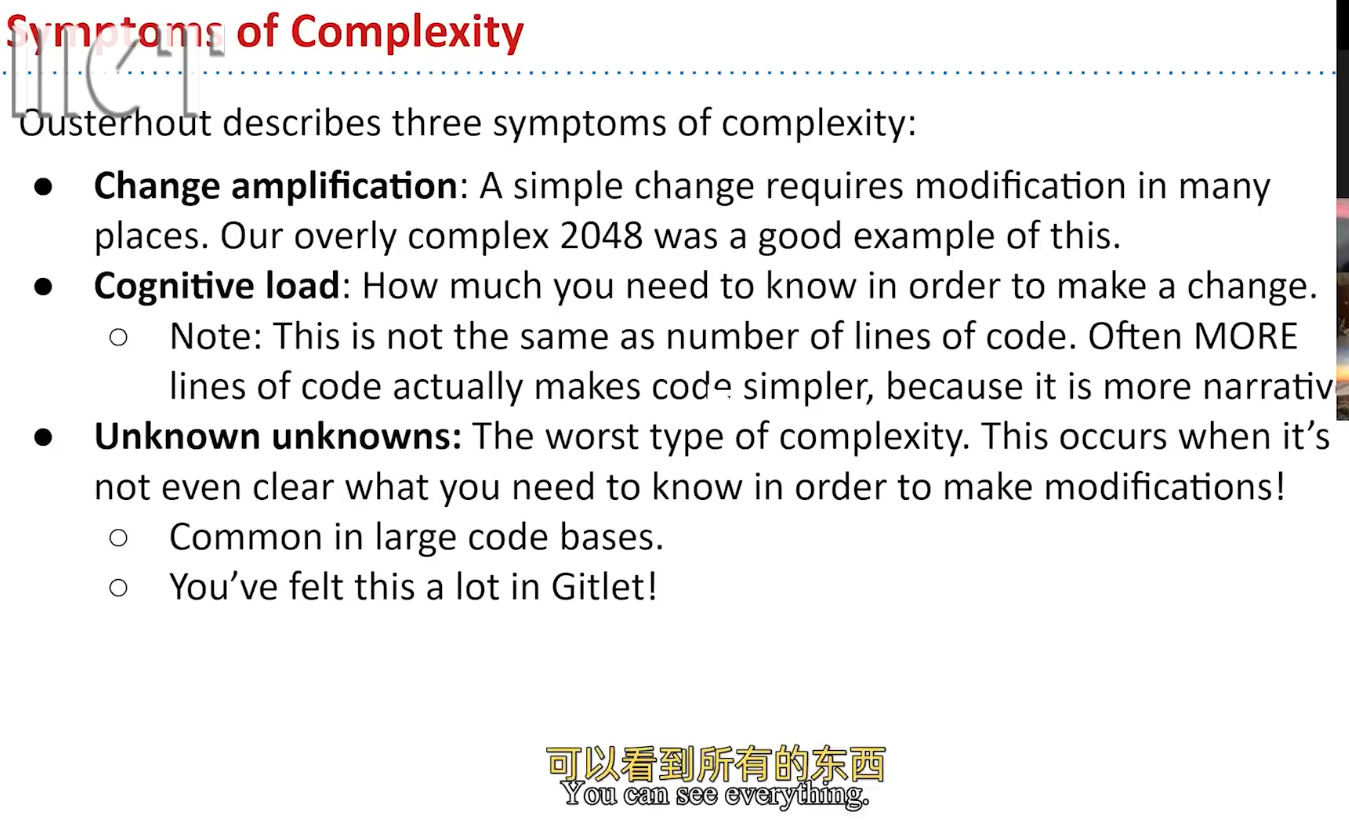 Symptoms of Complexity
Ousterhout describes three symptoms of complexity:
● Change amplification: A simple change requires modification in many
places. Our overly complex 2048 was a good example of this.
● Cognitive load: How much you need to know in order to make a change.
○ Note: This is not the same as number of lines of code. Often MORE
lines of code actually makes code simpler, because it is more narrativ
● Unknown unknowns: The worst type of complexity. This occurs when it’s
not even clear what you need to know in order to make modifications!
○ Common in large code bases.
○ You’ve felt this a lot in Gitlet!
可以看到所有的东西
You can see everything.